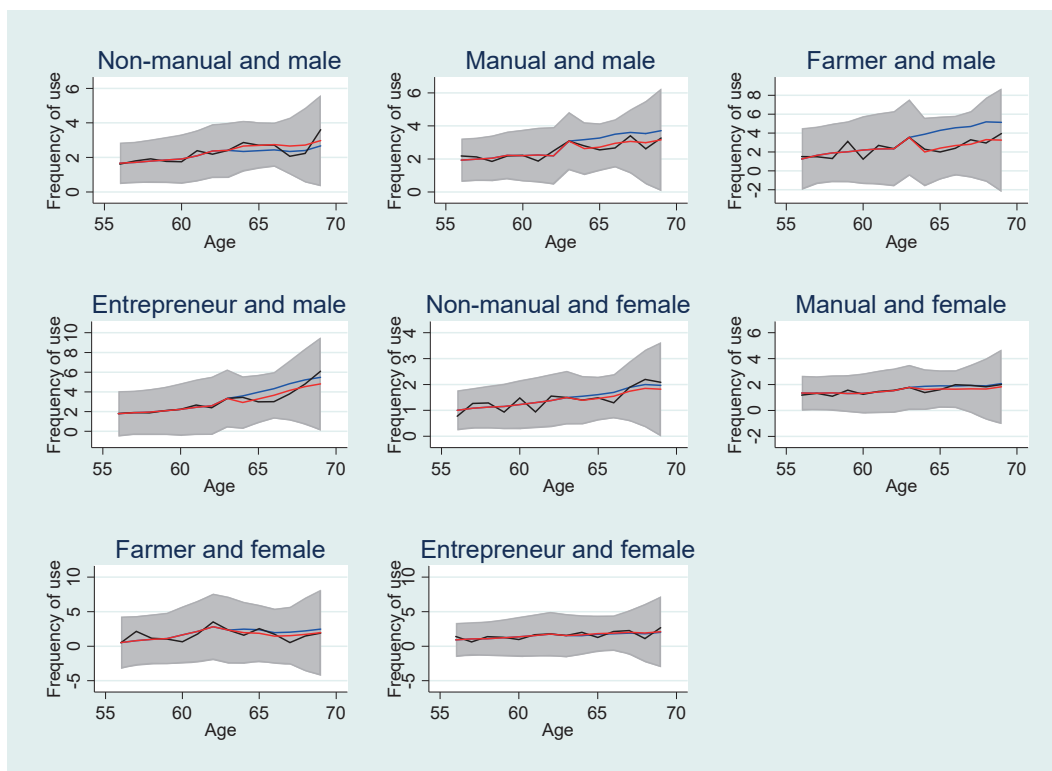 Non-manual and male
Frequency of use
0 2 4 6
55 60 65 70
Age
Manual and male
Frequency of use
0 2 4 6
55 60 65 70
Age
Farmer and male
Frequency of use
-2 0 2 4 6 8
55 60 65 70
Age
Entrepreneur and male
Frequency of use
0 2 4 6 8 10
55 60 65 70
Age
Non-manual and female
Frequency of use
0 1 2 3 4
55 60 65 70
Age
Manual and female
Frequency of use
-2 0 2 4 6
55 60 65 70
Age
Farmer and female
Frequency of use
-5 0 5 10
55 60 65 70
Age
Entrepreneur and female
Frequency of use
-5 0 5 10
55 60 65 70
Age